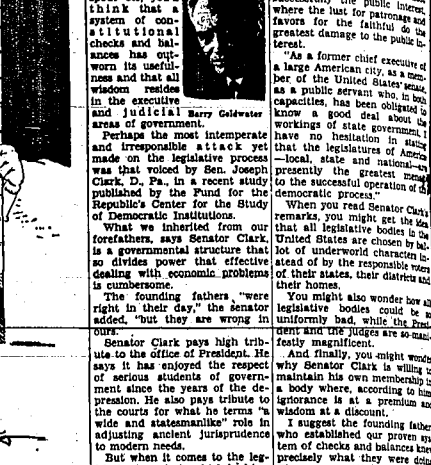 think that a
system of con-
stitutional
checks and bal-
ances has out-
worn its useful-
ness and that all
wisdom resides
in the executive
and judicial
areas of government.
Barry Goldwater
Perhaps the most intemperate
and irresponsible attack yet
made on the legislative process
was that voiced by Sen. Joseph
Clark, D., Pa., in a recent study
published by the Fund for the
Republic's Center for the Study
of Democratic Institutions.
What we inherited from our
forefathers, says Senator Clark,
is a governmental structure that
so divides power that effective
dealing with economic problems
is cumbersome.
The founding fathers "were
right in their day," the senator
added, "but they are wrong in
ours."
Senator Clark pays high trib-
ute to the office of President. He
says it has enjoyed the respect
of serious students of govern-
ment since the years of the de-
pression. He also pays tribute to
the courts for what he terms "a
wide and statesmanlike" role in
adjusting ancient jurisprudence
to modern needs.
But when it comes to the leg-
successfully the public interest,
where the lust for patronage and
favors for the faithful do the
greatest damage to the public in-
terest.
"As a former chief executive of
a large American city, as a mem-
ber of the United States senate,
as a public servant who, in both
capacities, has been obligated to
know a good deal about the
workings of state government, I
have no hesitation in stating
that the legislatures of America
—local, state and national—are
presently the greatest menace
to the successful operation of the
democratic process."
When you read Senator Clark's
remarks, you might get the idea
that all legislative bodies in the
United States are chosen by bal-
lot of underworld characters in-
stead of by the responsible voters
of their states, their districts and
their homes.
You might also wonder how all
legislative bodies could be so
uniformly bad, while the Presi-
dent and the judges are so mani-
festly magnificent.
And finally, you might wonder
why Senator Clark is willing to
maintain his own membership in
a body where, according to him,
ignorance is at a premium and
wisdom at a discount.
I suggest the founding fathers
who established our proven sys-
tem of checks and balances knew
precisely what they were doing